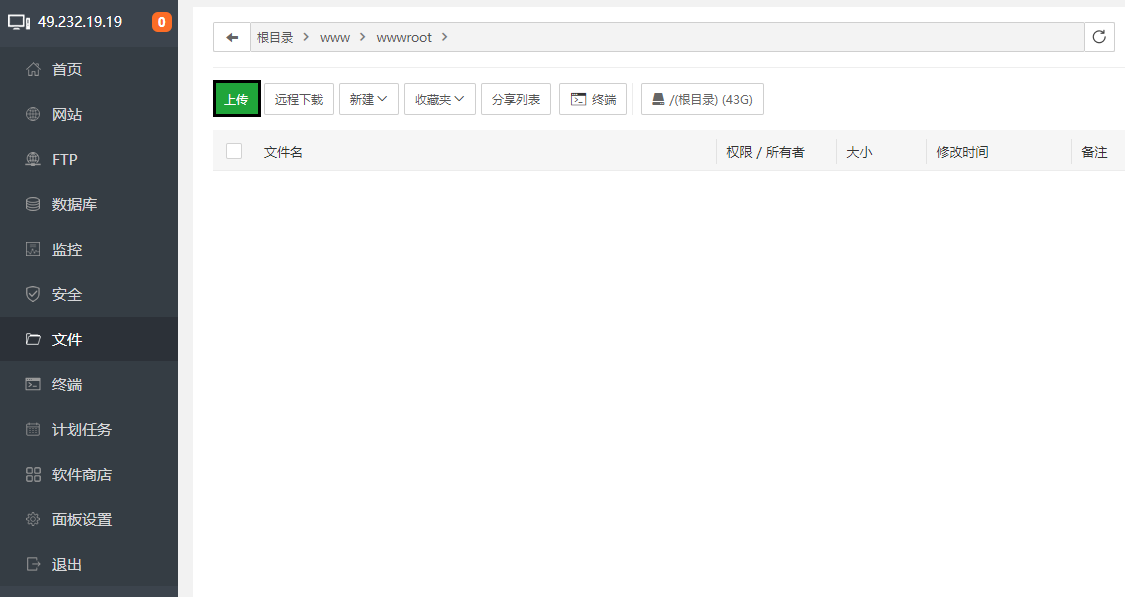 49.232.19.19 0
首页
网站
FTP
数据库
监控
安全
文件
终端
计划任务
软件商店
面板设置
退出
根目录 > www > wwwroot >
上传 远程下载 新建 收藏夹 分享列表 终端 /(根目录) (43G)
文件名 权限 / 所有者 大小 修改时间 备注